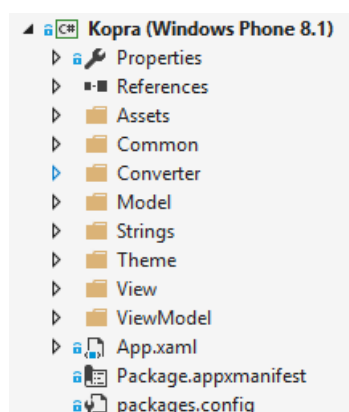 C# Kopra (Windows Phone 8.1)
Properties
References
Assets
Common
Converter
Model
Strings
Theme
View
ViewModel
App.xaml
Package.appxmanifest
packages.config